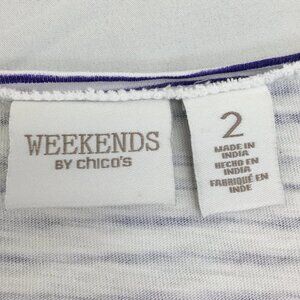 WEEKENDS
BY chico's
2
MADE IN
INDIA
HECHO EN
INDIA
FABRIQUÉ EN
INDE